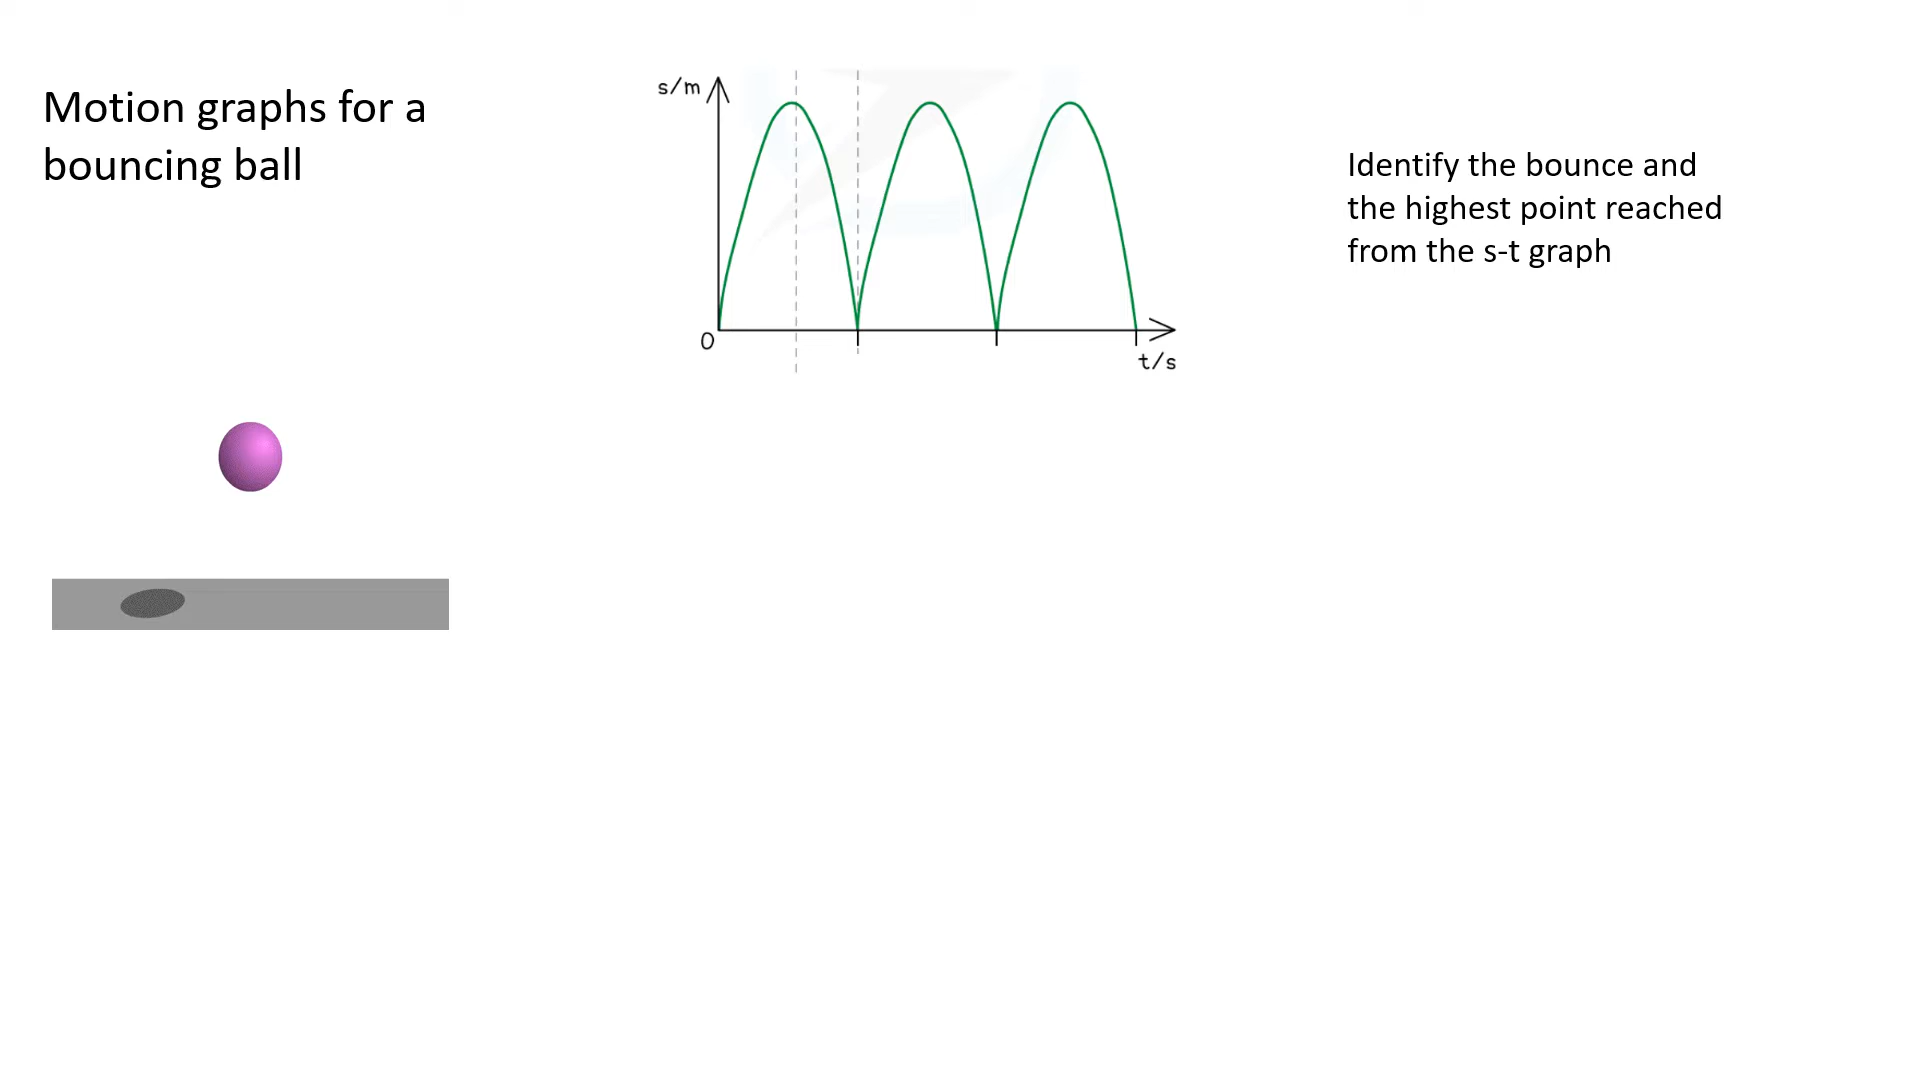 Motion graphs for a
bouncing ball
s/m
0
t/s
Identify the bounce and
the highest point reached
from the s-t graph